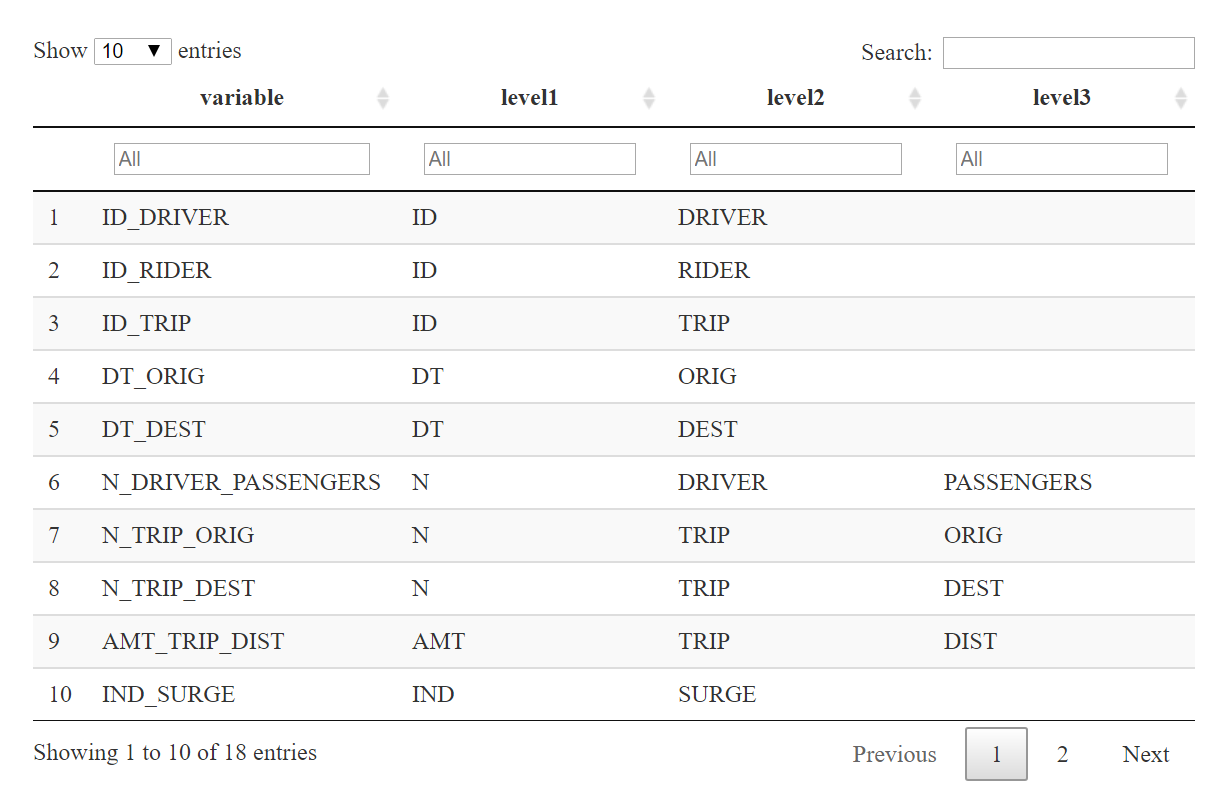 Show 10 entries Search:
variable level1 level2 level3
All All All All
1 ID_DRIVER ID DRIVER
2 ID_RIDER ID RIDER
3 ID_TRIP ID TRIP
4 DT_ORIG DT ORIG
5 DT_DEST DT DEST
6 N_DRIVER_PASSENGERS N DRIVER PASSENGERS
7 N_TRIP_ORIG N TRIP ORIG
8 N_TRIP_DEST N TRIP DEST
9 AMT_TRIP_DIST AMT TRIP DIST
10 IND_SURGE IND SURGE
Showing 1 to 10 of 18 entries Previous 1 2 Next